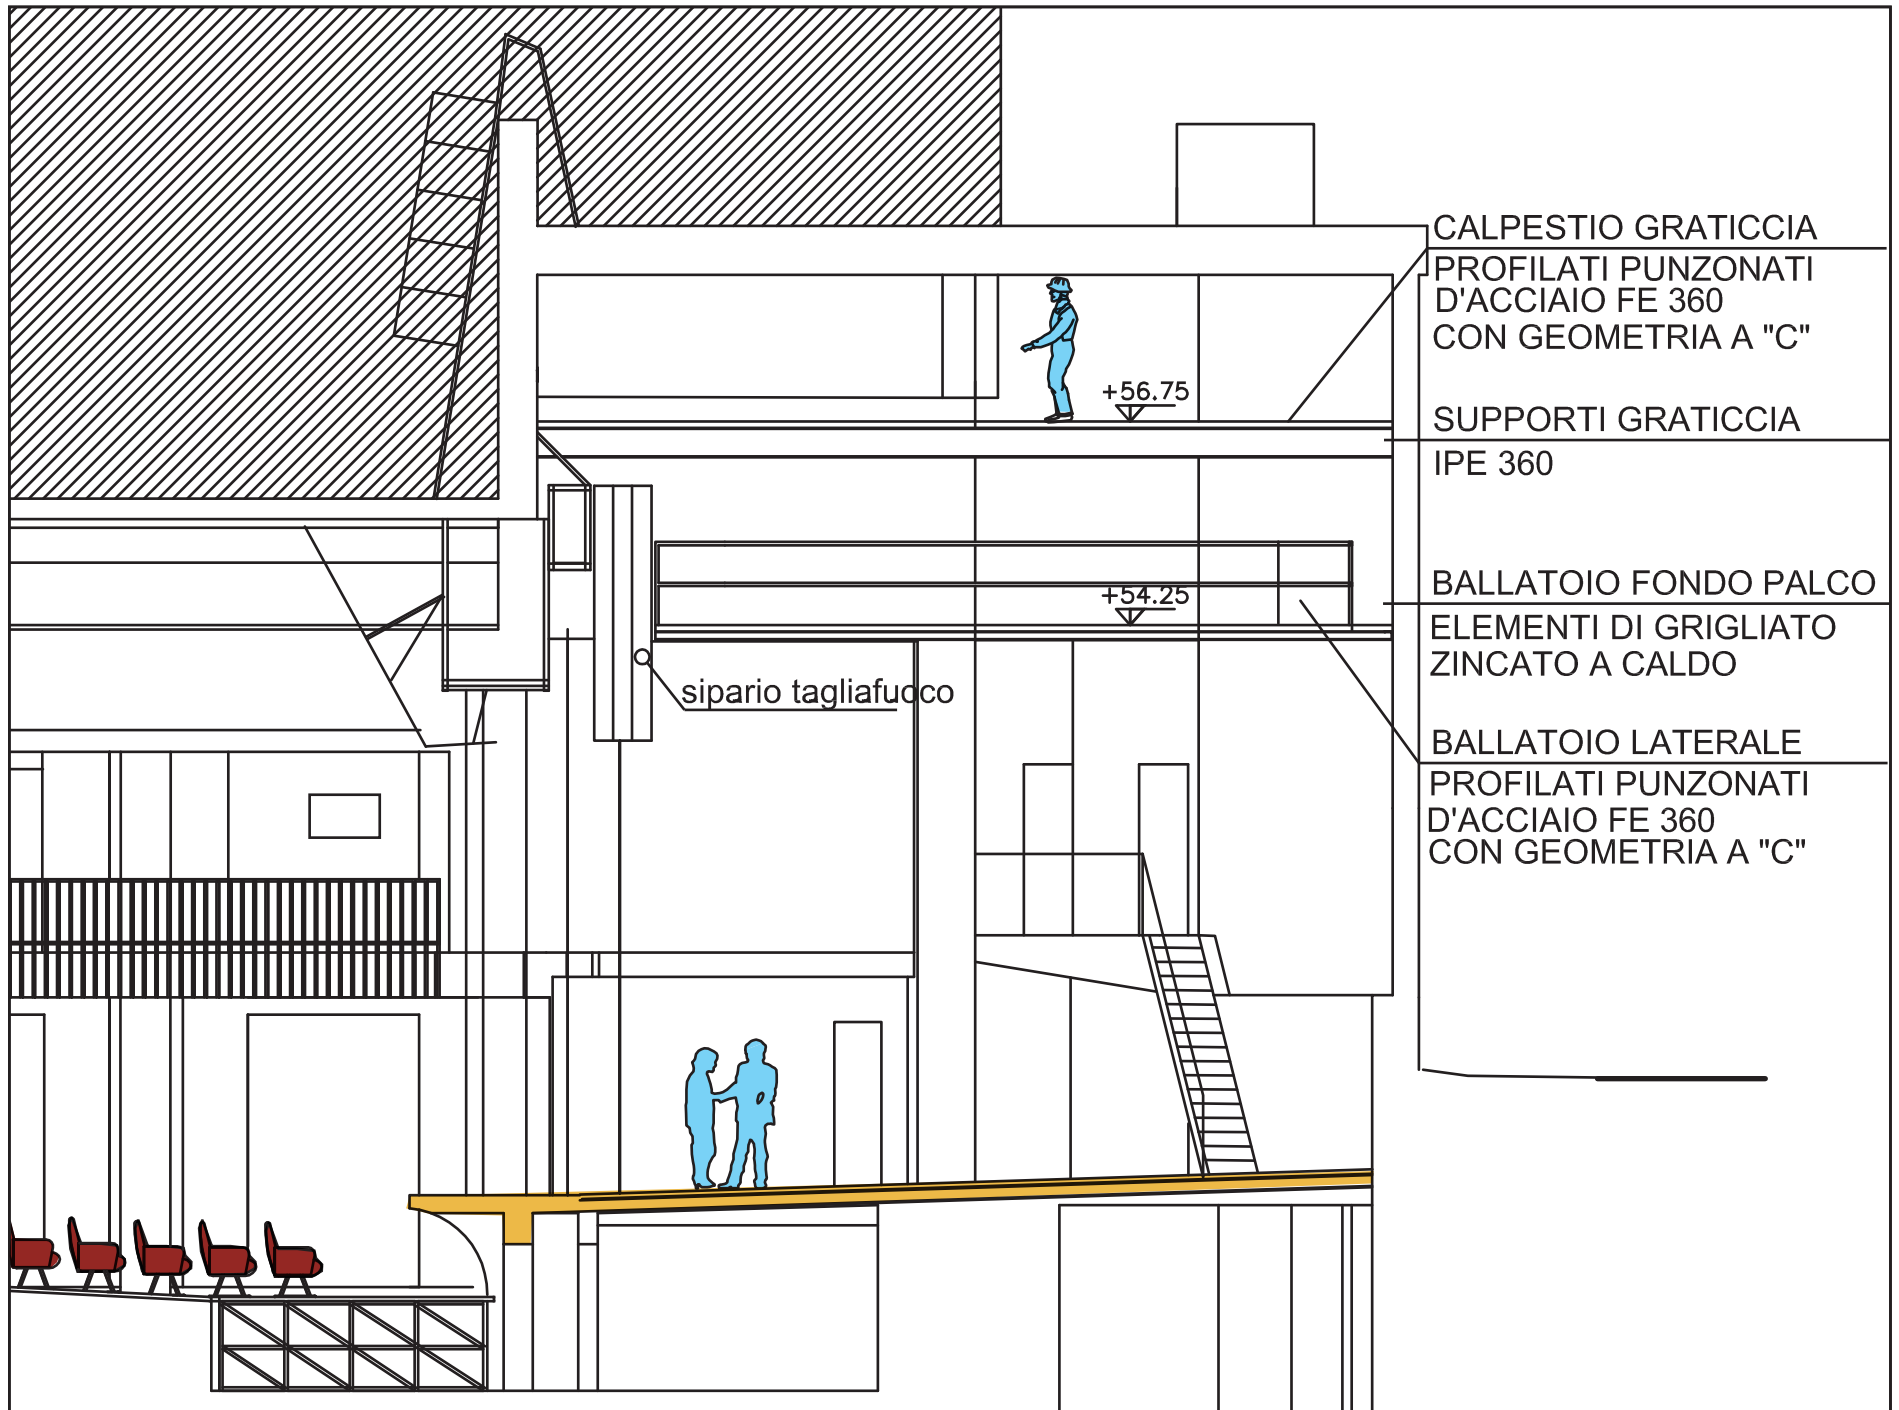 CALPESTIO GRATICCIA
PROFILATI PUNZONATI
D'ACCIAIO FE 360
CON GEOMETRIA A "C"
+56.75
SUPPORTI GRATICCIA
IPE 360
BALLATOIO FONDO PALCO
+54.25
ELEMENTI DI GRIGLIATO
ZINCATO A CALDO
sipario tagliafuoco
BALLATOIO LATERALE
PROFILATI PUNZONATI
D'ACCIAIO FE 360
CON GEOMETRIA A "C"